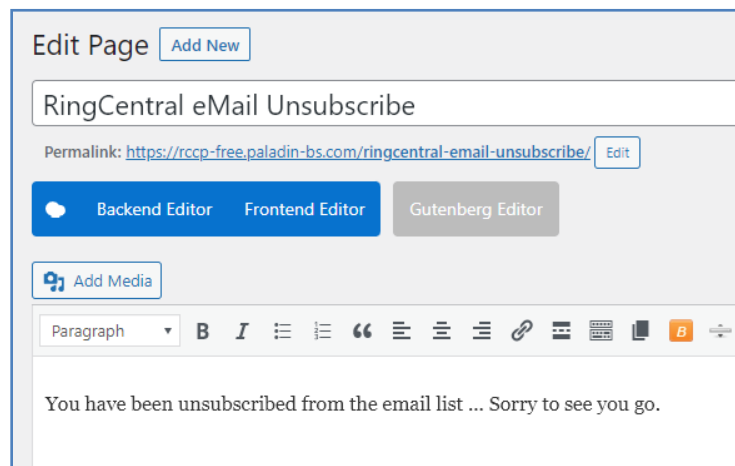 Edit Page Add New
RingCentral eMail Unsubscribe
Permalink: https://rccp-free.paladin-bs.com/ringcentral-email-unsubscribe/ Edit
Backend Editor Frontend Editor Gutenberg Editor
Add Media
Paragraph B I B
You have been unsubscribed from the email list ... Sorry to see you go.